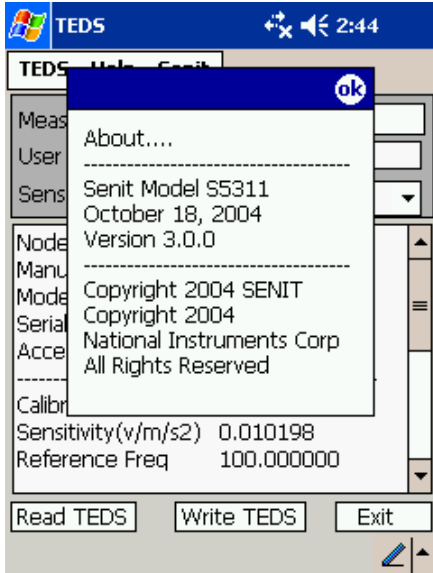 TEDS
2:44
TEDS Help Senit
ok
Meas
User
Sens
About....
--------------------------------
Senit Model S5311
October 18, 2004
Version 3.0.0
--------------------------------
Copyright 2004 SENIT
Copyright 2004
National Instruments Corp
All Rights Reserved
Node
Manu
Mode
Serial
Acce
Calibr
Sensitivity(v/m/s2) 0.010198
Reference Freq 100.000000
Read TEDS
Write TEDS
Exit